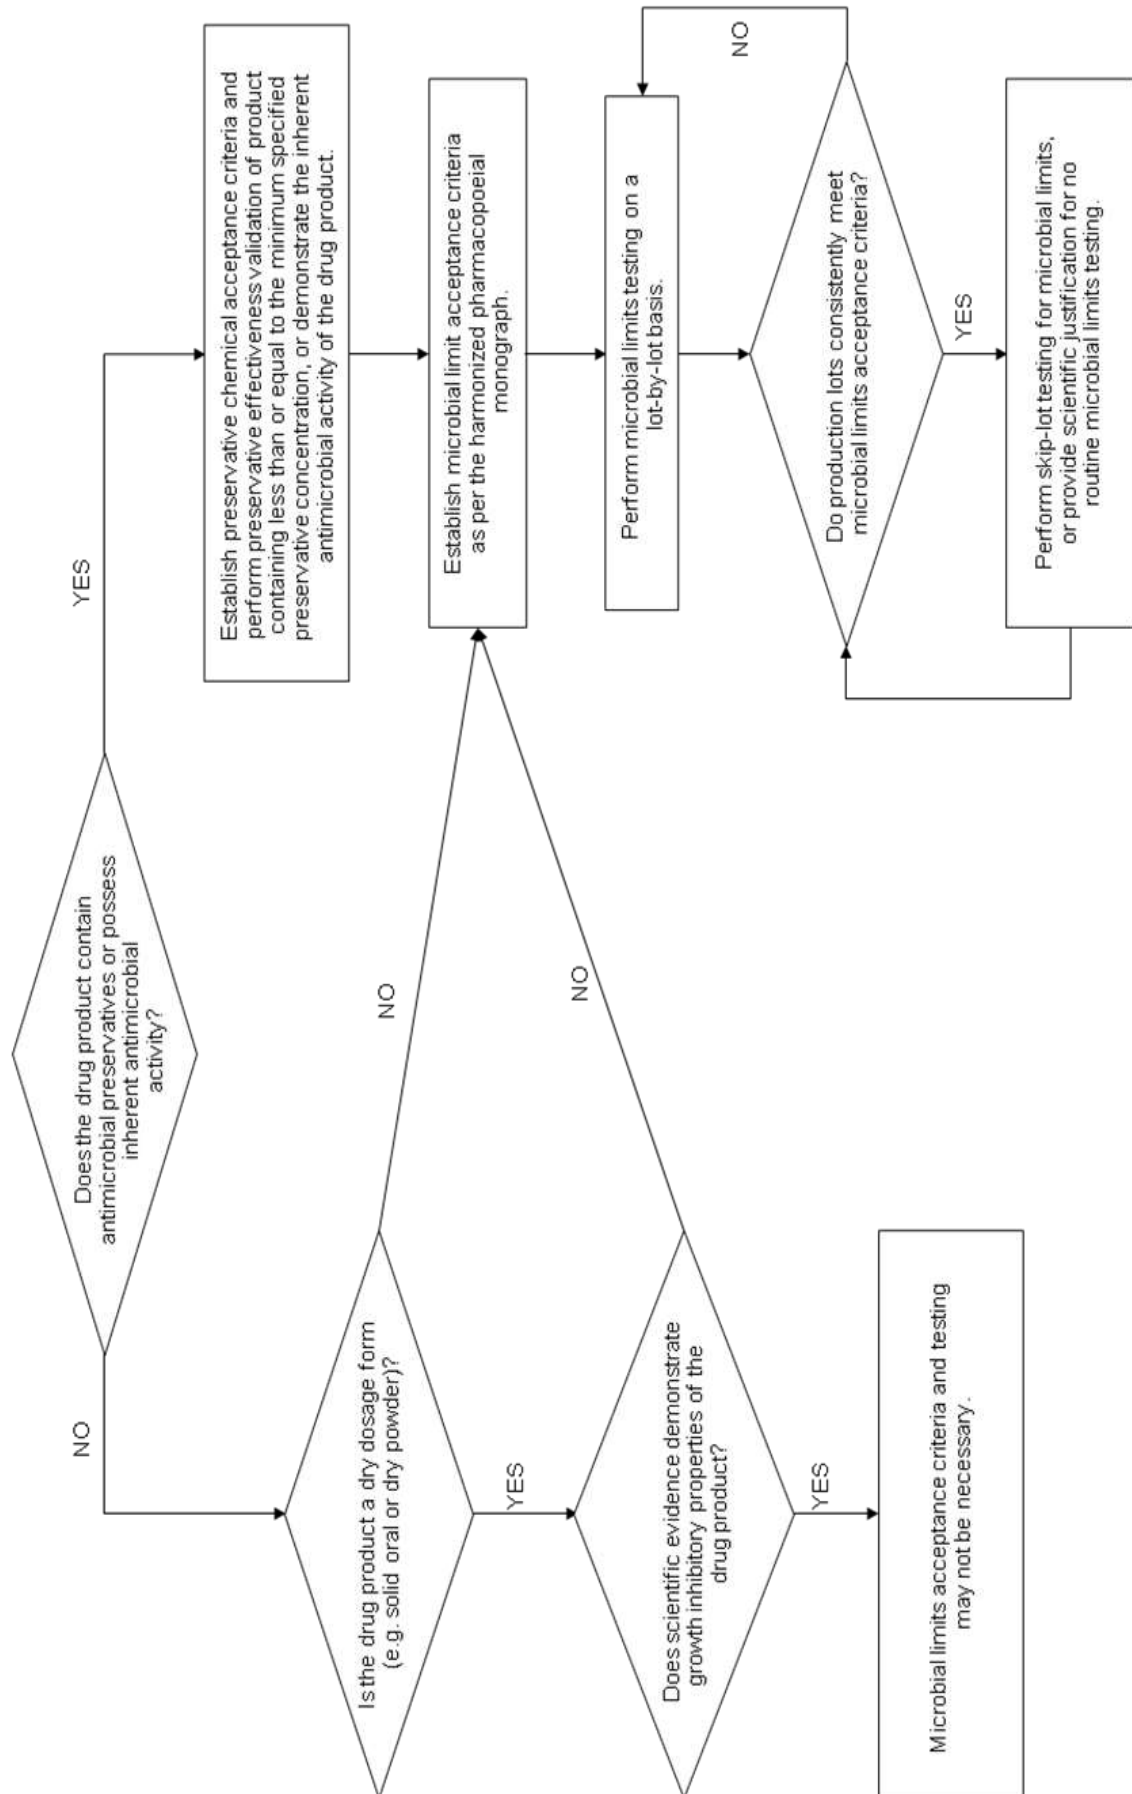 Does the drug product contain
antimicrobial preservatives or possess
inherent antimicrobial
activity?
YES
NO
Establish preservative chemical acceptance criteria and
perform preservative effectiveness validation of product
containing less than or equal to the minimum specified
preservative concentration, or demonstrate the inherent
antimicrobial activity of the drug product.
Is the drug product a dry dosage form
(e.g. solid oral or dry powder)?
NO
YES
Establish microbial limit acceptance criteria
as per the harmonized pharmacopoeial
monograph.
Does scientific evidence demonstrate
growth inhibitory properties of the
drug product?
NO
YES
Perform microbial limits testing on a
lot-by-lot basis.
Microbial limits acceptance criteria and testing
may not be necessary.
Do production lots consistently meet
microbial limits acceptance criteria?
NO
YES
Perform skip-lot testing for microbial limits,
or provide scientific justification for no
routine microbial limits testing.